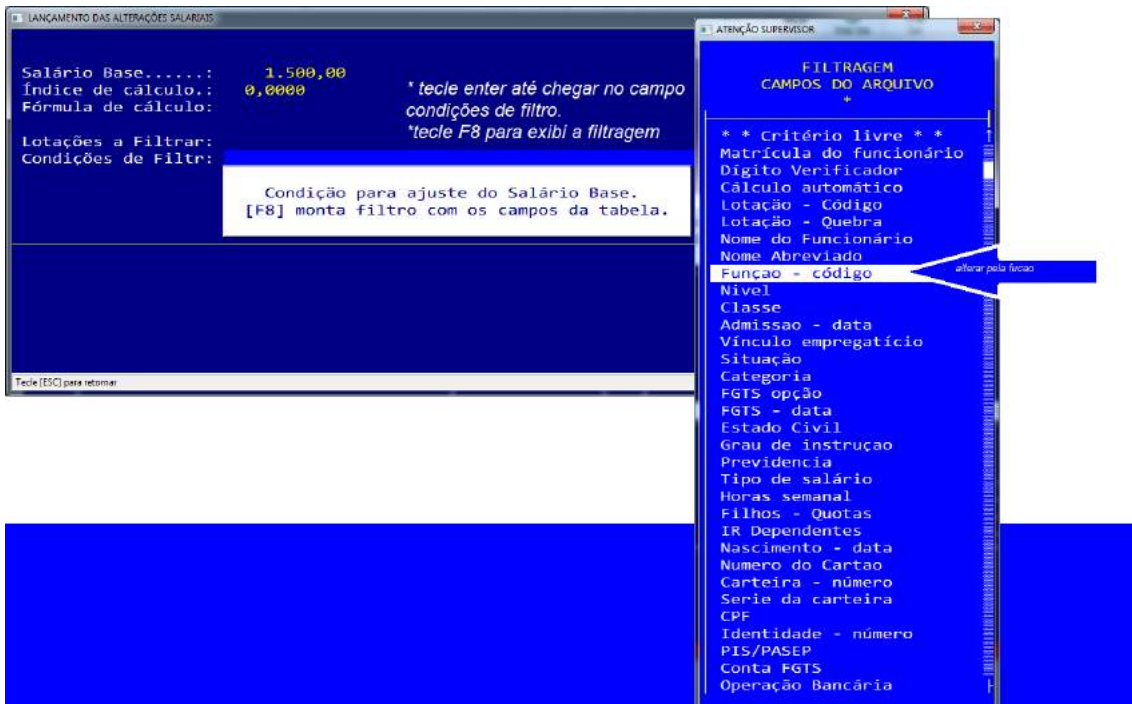 LANÇAMENTO DAS ALTERAÇÕES SALARIAIS
Salário Base......: 1.500,00
Índice de cálculo.: 0,0000
Fórmula de cálculo:
Lotações a Filtrar:
Condições de Filtr:
* tecle enter até chegar no campo
condições de filtro.
*tecle F8 para exibi a filtragem
Condição para ajuste do Salário Base.
[F8] monta filtro com os campos da tabela.
Tecle [ESC] para retornar
ATENÇÃO SUPERVISOR
FILTRAGEM
CAMPOS DO ARQUIVO
*
* * Critério livre * *
Matrícula do funcionário
Dígito Verificador
Cálculo automático
Lotação - Código
Lotação - Quebra
Nome do Funcionário
Nome Abreviado
Funçao - código
alterar pela
Nivel
Classe
Admissao - data
Vínculo empregatício
Situação
Categoria
FGTS opção
FGTS - data
Estado Civil
Grau de instruçao
Previdencia
Tipo de salário
Horas semanal
Filhos - Quotas
IR Dependentes
Nascimento - data
Numero do Cartao
Carteira - número
Serie da carteira
CPF
Identidade - número
PIS/PASEP
Conta FGTS
Operação Bancária